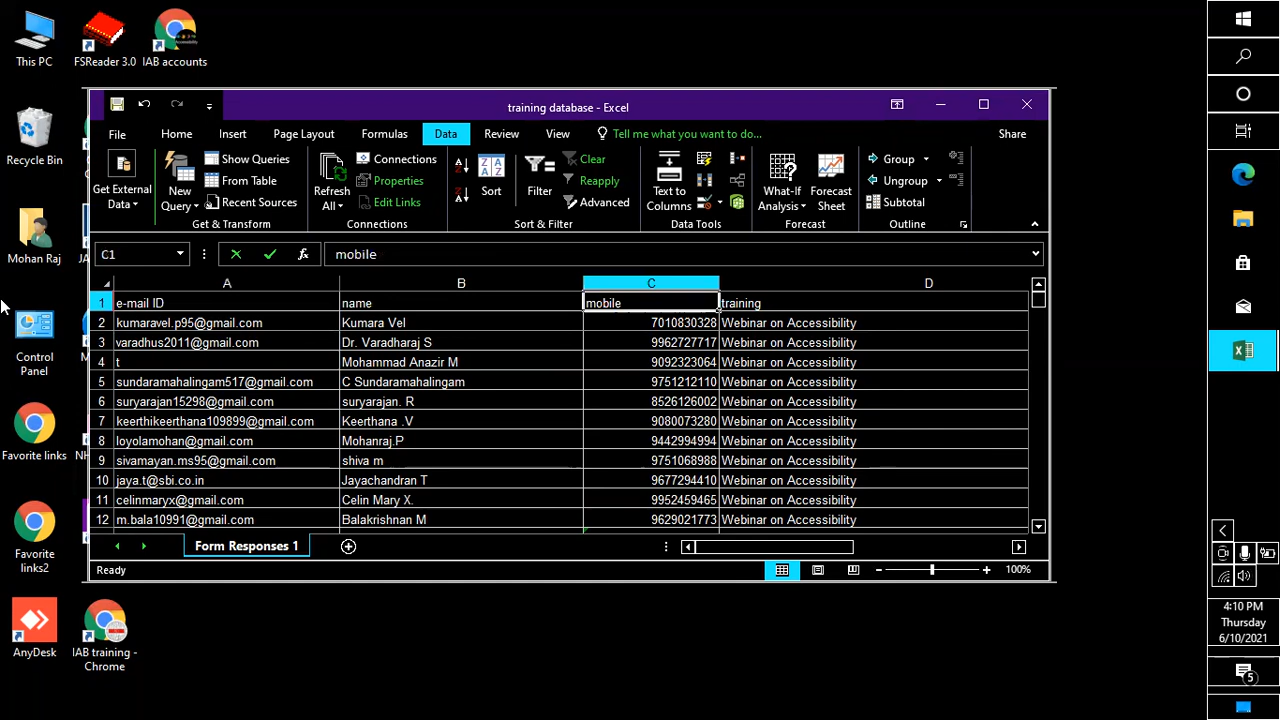 This PC
FSReader 3.0
IAB accounts
Recycle Bin
Mohan Raj
Control
Panel
Favorite links
Favorite
links2
AnyDesk
IAB training -
Chrome
training database - Excel
File Home Insert Page Layout Formulas Data Review View Tell me what you want to do... Share
Get External
Data
New
Query
Show Queries
From Table
Recent Sources
Get & Transform
Refresh
All
Connections
Properties
Edit Links
Connections
Sort
Filter
Clear
Reapply
Advanced
Sort & Filter
Text to
Columns
Data Tools
What-If
Analysis
Forecast
Sheet
Forecast
Group
Ungroup
Subtotal
Outline
C1 fx mobile
A B C D
1 e-mail ID name mobile training
2 kumaravel.p95@gmail.com Kumara Vel 7010830328 Webinar on Accessibility
3 varadhus2011@gmail.com Dr. Varadharaj S 9962727717 Webinar on Accessibility
4 t Mohammad Anazir M 9092323064 Webinar on Accessibility
5 sundaramahalingam517@gmail.com C Sundaramahalingam 9751212110 Webinar on Accessibility
6 suryarajan15298@gmail.com suryarajan. R 8526126002 Webinar on Accessibility
7 keerthikeerthana109899@gmail.com Keerthana .V 9080073280 Webinar on Accessibility
8 loyolamohan@gmail.com Mohanraj.P 9442994994 Webinar on Accessibility
9 sivamayan.ms95@gmail.com shiva m 9751068988 Webinar on Accessibility
10 jaya.t@sbi.co.in Jayachandran T 9677294410 Webinar on Accessibility
11 celinmaryx@gmail.com Celin Mary X. 9952459465 Webinar on Accessibility
12 m.bala10991@gmail.com Balakrishnan M 9629021773 Webinar on Accessibility
Form Responses 1
Ready
100%
4:10 PM
Thursday
6/10/2021
5